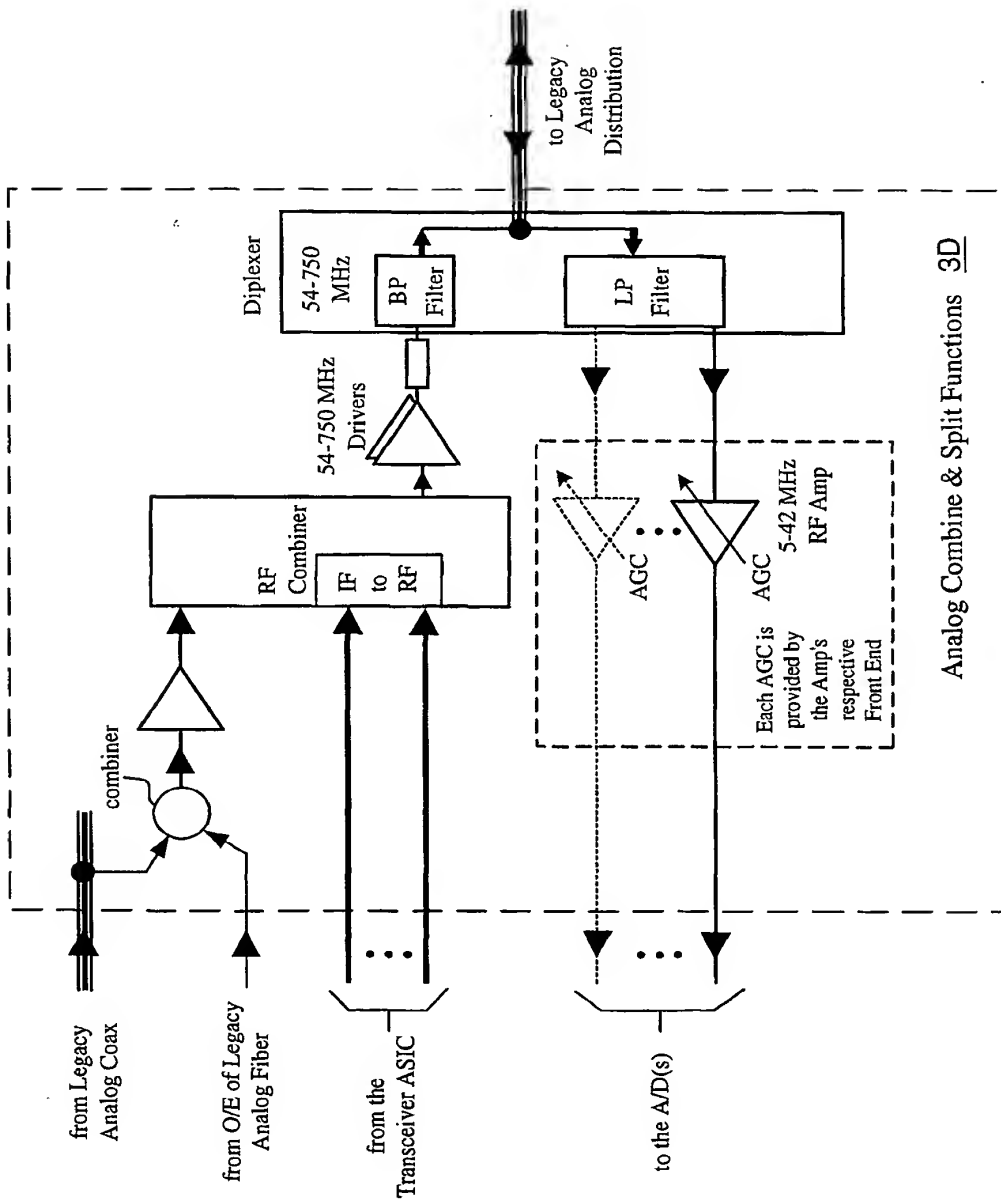 from Legacy
Analog Coax
from O/E of Legacy
Analog Fiber
from the
Transceiver ASIC
to the A/D(s)
combiner
RF
Combiner
IF
to
RF
54-750 MHz
Drivers
Diplexer
54-750
MHz
BP
Filter
LP
Filter
to Legacy
Analog
Distribution
AGC
AGC
5-42 MHz
RF Amp
Each AGC is
provided by
the Amp's
respective
Front End
Analog Combine & Split Functions 3D